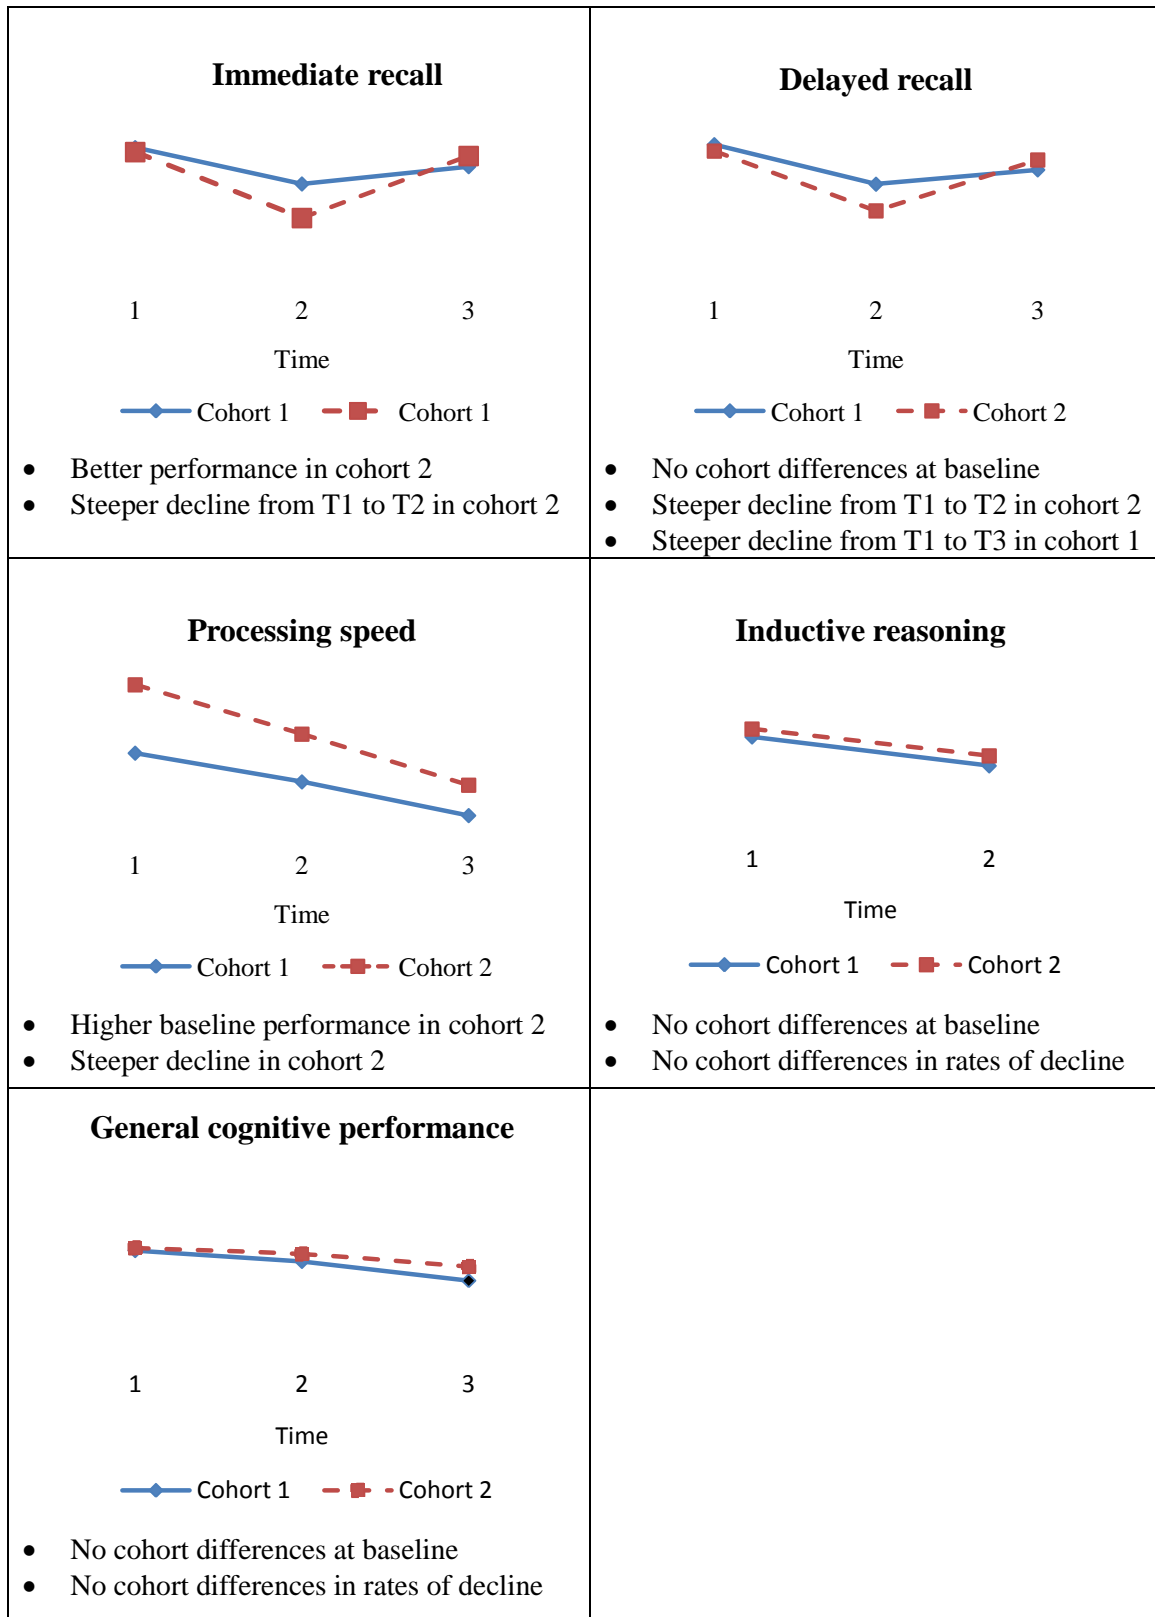 Immediate recall
1 2 3
Time
Cohort 1 Cohort 1
• Better performance in cohort 2
• Steeper decline from T1 to T2 in cohort 2
Delayed recall
1 2 3
Time
Cohort 1 Cohort 2
• No cohort differences at baseline
• Steeper decline from T1 to T2 in cohort 2
• Steeper decline from T1 to T3 in cohort 1
Processing speed
1 2 3
Time
Cohort 1 Cohort 2
• Higher baseline performance in cohort 2
• Steeper decline in cohort 2
Inductive reasoning
1 2
Time
Cohort 1 Cohort 2
• No cohort differences at baseline
• No cohort differences in rates of decline
General cognitive performance
1 2 3
Time
Cohort 1 Cohort 2
• No cohort differences at baseline
• No cohort differences in rates of decline